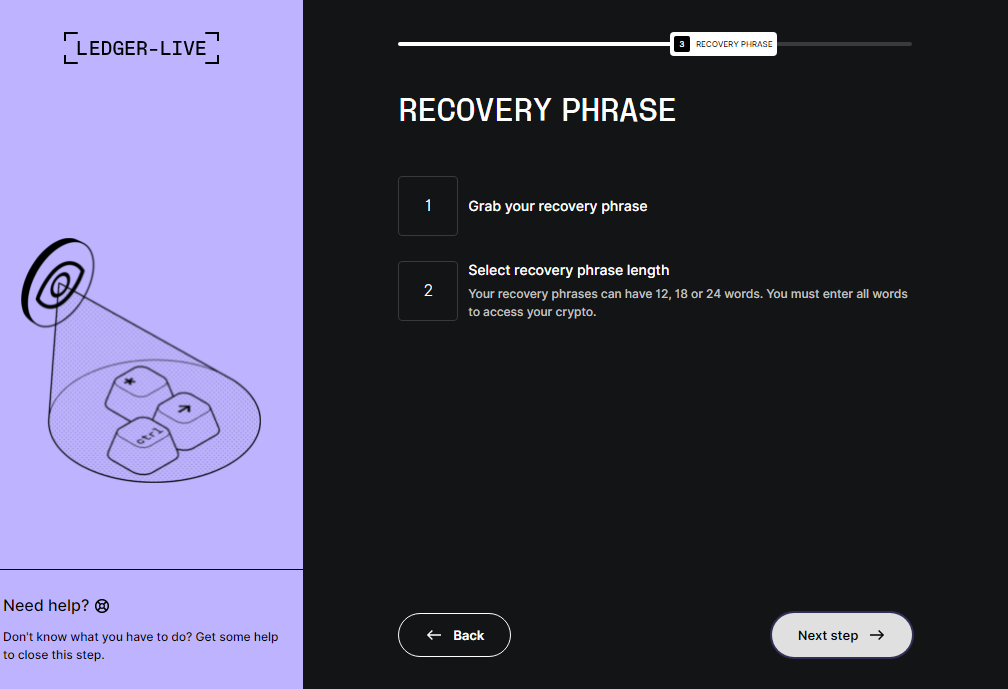 LEDGER-LIVE
3 RECOVERY PHRASE
RECOVERY PHRASE
1
Grab your recovery phrase
2
Select recovery phrase length
Your recovery phrases can have 12, 18 or 24 words. You must enter all words
to access your crypto.
*
ctrl
Need help?
Don't know what you have to do? Get some help
to close this step.
← Back
Next step →